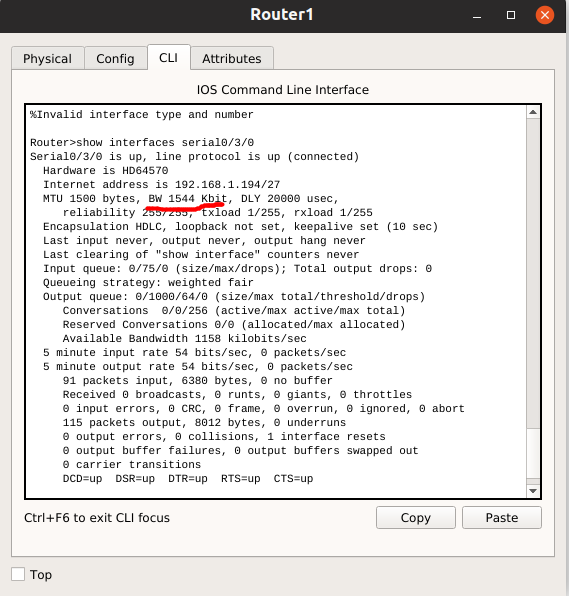 Router1
Physical Config CLI Attributes
IOS Command Line Interface
%Invalid interface type and number
Router>show interfaces serial0/3/0
Serial0/3/0 is up, line protocol is up (connected)
Hardware is HD64570
Internet address is 192.168.1.194/27
MTU 1500 bytes, BW 1544 Kbit, DLY 20000 usec,
reliability 255/255, txload 1/255, rxload 1/255
Encapsulation HDLC, loopback not set, keepalive set (10 sec)
Last input never, output never, output hang never
Last clearing of "show interface" counters never
Input queue: 0/75/0 (size/max/drops); Total output drops: 0
Queueing strategy: weighted fair
Output queue: 0/1000/64/0 (size/max total/threshold/drops)
Conversations 0/0/256 (active/max active/max total)
Reserved Conversations 0/0 (allocated/max allocated)
Available Bandwidth 1158 kilobits/sec
5 minute input rate 54 bits/sec, 0 packets/sec
5 minute output rate 54 bits/sec, 0 packets/sec
91 packets input, 6380 bytes, 0 no buffer
Received 0 broadcasts, 0 runts, 0 giants, 0 throttles
0 input errors, 0 CRC, 0 frame, 0 overrun, 0 ignored, 0 abort
115 packets output, 8012 bytes, 0 underruns
0 output errors, 0 collisions, 1 interface resets
0 output buffer failures, 0 output buffers swapped out
0 carrier transitions
DCD=up DSR=up DTR=up RTS=up CTS=up
Ctrl+F6 to exit CLI focus Copy Paste
Top